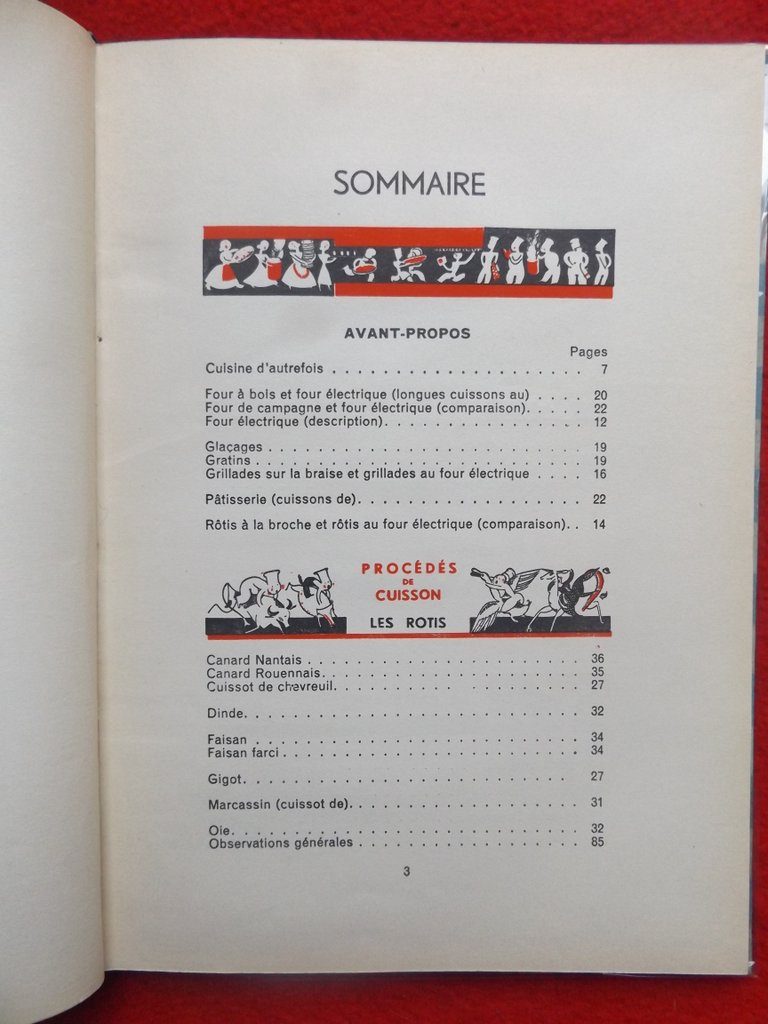 SOMMAIRE
AVANT-PROPOS
Pages
Cuisine d'autrefois . . . . . . . . . . . . . . . . . . . . 7
Four à bois et four électrique (longues cuissons au) . . . . 20
Four de campagne et four électrique (comparaison). . . . . 22
Four électrique (description). . . . . . . . . . . . . . . . 12
Glaçages . . . . . . . . . . . . . . . . . . . . . . . . . 19
Gratins . . . . . . . . . . . . . . . . . . . . . . . . . . 19
Grillades sur la braise et grillades au four électrique . . . . 16
Pâtisserie (cuissons de). . . . . . . . . . . . . . . . . . 22
Rôtis à la broche et rôtis au four électrique (comparaison). . 14
PROCÉDÉS
DE
CUISSON
LES ROTIS
Canard Nantais . . . . . . . . . . . . . . . . . . . . . . 36
Canard Rouennais. . . . . . . . . . . . . . . . . . . . . 35
Cuissot de chevreuil. . . . . . . . . . . . . . . . . . . . 27
Dinde. . . . . . . . . . . . . . . . . . . . . . . . . . . 32
Faisan . . . . . . . . . . . . . . . . . . . . . . . . . . 34
Faisan farci . . . . . . . . . . . . . . . . . . . . . . . . 34
Gigot. . . . . . . . . . . . . . . . . . . . . . . . . . 27
Marcassin (cuissot de). . . . . . . . . . . . . . . . . . . 31
Oie. . . . . . . . . . . . . . . . . . . . . . . . . . . . 32
Observations générales . . . . . . . . . . . . . . . . . . 85
3